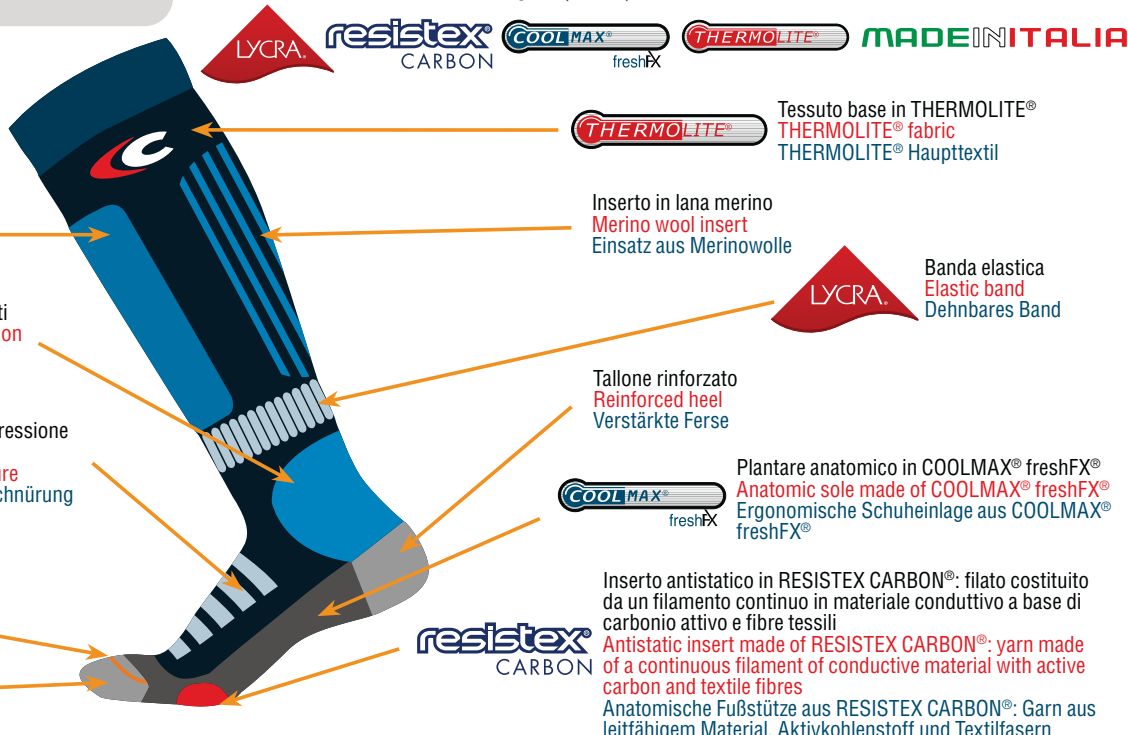 LYCRA.
resistex®
CARBON
COOLMAX®
freshFX
THERMOLITE®
MADEINITALIA
THERMOLITE®
Tessuto base in THERMOLITE®
THERMOLITE® fabric
THERMOLITE® Haupttextil
Inserto in lana merino
Merino wool insert
Einsatz aus Merinowolle
LYCRA.
Banda elastica
Elastic band
Dehnbares Band
ti
on
Tallone rinforzato
Reinforced heel
Verstärkte Ferse
ressione
ure
chnürung
COOLMAX®
freshFX
Plantare anatomico in COOLMAX® freshFX®
Anatomic sole made of COOLMAX® freshFX®
Ergonomische Schuheinlage aus COOLMAX®
freshFX®
resistex®
CARBON
Inserto antistatico in RESISTEX CARBON®: filato costituito
da un filamento continuo in materiale conduttivo a base di
carbonio attivo e fibre tessili
Antistatic insert made of RESISTEX CARBON®: yarn made
of a continuous filament of conductive material with active
carbon and textile fibres
Anatomische Fußstütze aus RESISTEX CARBON®: Garn aus
leitfähigem Material, Aktivkohlenstoff und Textilfasern